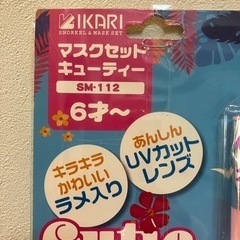 IKARI
SNORKEL & MASK SET
マスクセット
キューティー
SM-112
6才～
キラキラ
かわいい
ラメ入り
あんしん
UVカット
レンズ